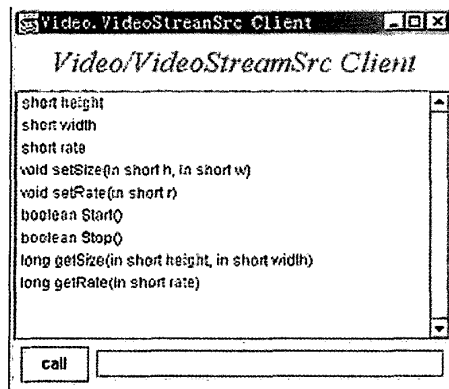 Video.VideoStreamSrc Client
Video/VideoStreamSrc Client
short height
short width
short rate
void setSize(in short h, in short w)
void setRate(in short r)
boolean Start()
boolean Stop()
long getSize(in short height, in short width)
long getRate(in short rate)
call